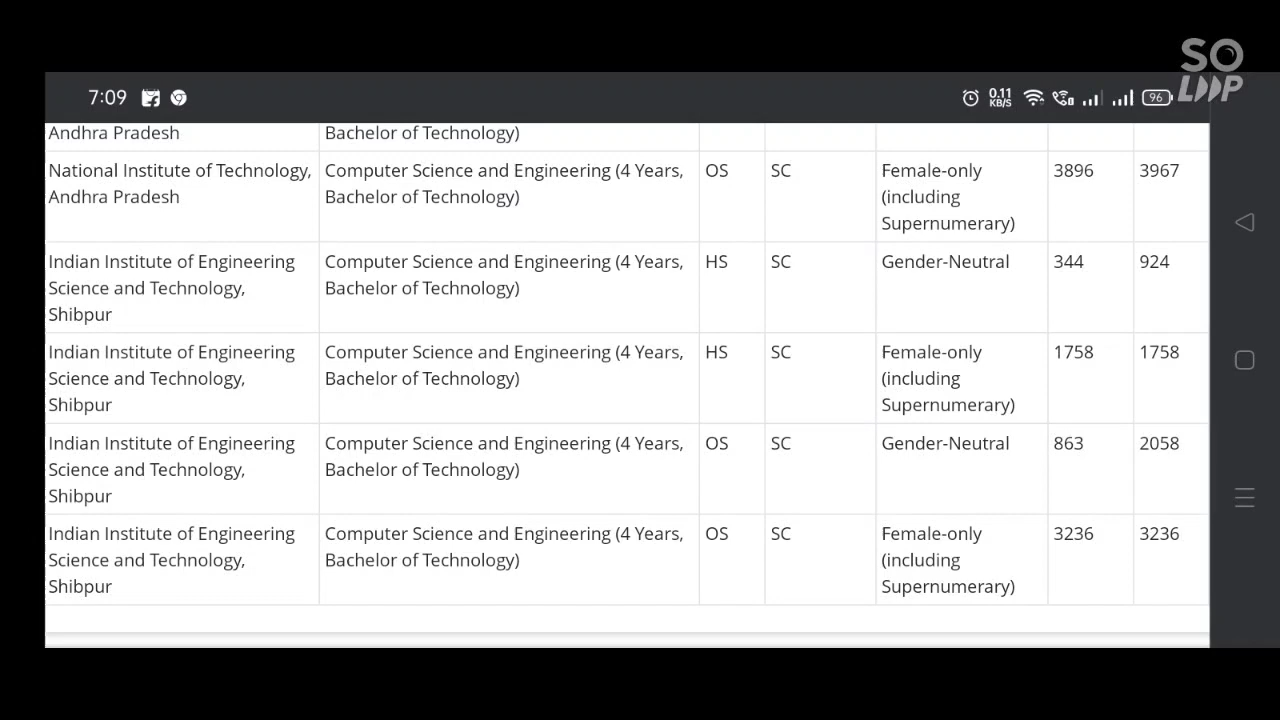 SO
LOOP
7:09 0.11 KB/S 96
Andhra Pradesh Bachelor of Technology)
National Institute of Technology, Computer Science and Engineering (4 Years, OS SC Female-only 3896 3967
Andhra Pradesh Bachelor of Technology) (including
Supernumerary)
Indian Institute of Engineering Computer Science and Engineering (4 Years, HS SC Gender-Neutral 344 924
Science and Technology, Bachelor of Technology)
Shibpur
Indian Institute of Engineering Computer Science and Engineering (4 Years, HS SC Female-only 1758 1758
Science and Technology, Bachelor of Technology) (including
Shibpur Supernumerary)
Indian Institute of Engineering Computer Science and Engineering (4 Years, OS SC Gender-Neutral 863 2058
Science and Technology, Bachelor of Technology)
Shibpur
Indian Institute of Engineering Computer Science and Engineering (4 Years, OS SC Female-only 3236 3236
Science and Technology, Bachelor of Technology) (including
Shibpur Supernumerary)